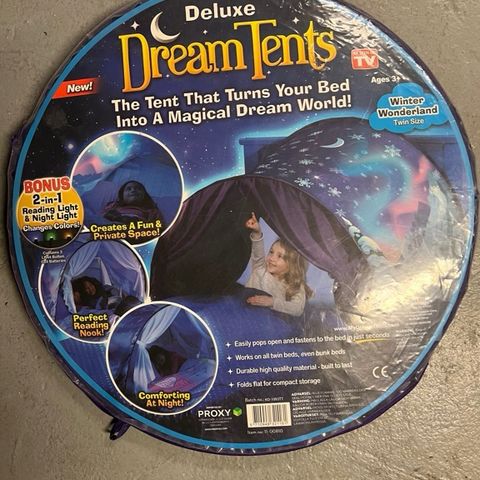 Deluxe
Dream Tents
AS SEEN ON
TV
New!
Ages 3+
The Tent That Turns Your Bed
Into A Magical Dream World!
Winter
Wonderland
Twin Size
BONUS
2-in-1
Reading Light
& Night Light
Changes Colors!
Creates A Fun &
Private Space!
Perfect
Reading
Nook!
Comforting
At Night!
Easily pops open and fastens to the bed in just seconds
Works on all twin beds, even bunk beds
Durable high quality material - built to last
Folds flat for compact storage
CE
PROXY
Batch no.:
Item no: